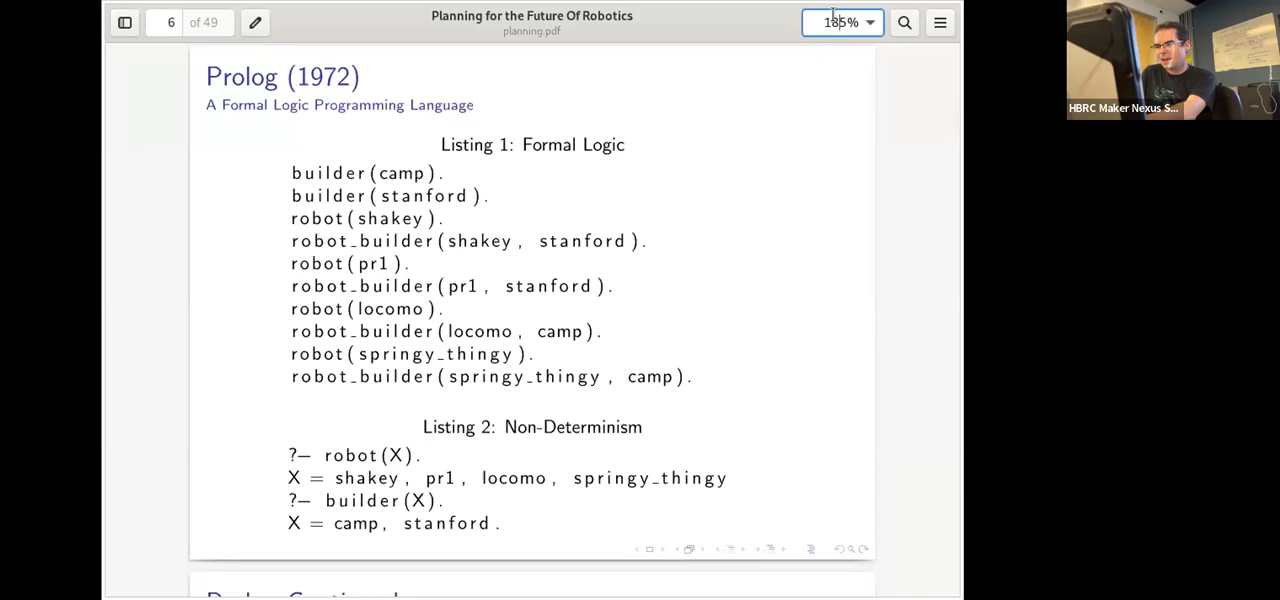 6 of 49
Planning for the Future Of Robotics
planning.pdf
185%
HBRC Maker Nexus S...
Prolog (1972)
A Formal Logic Programming Language
Listing 1: Formal Logic
builder(camp).
builder(stanford).
robot(shakey).
robot_builder(shakey, stanford).
robot(pr1).
robot_builder(pr1, stanford).
robot(locomo).
robot_builder(locomo, camp).
robot(springy_thingy).
robot_builder(springy_thingy, camp).
Listing 2: Non-Determinism
?– robot(X).
X = shakey, pr1, locomo, springy_thingy
?– builder(X).
X = camp, stanford.